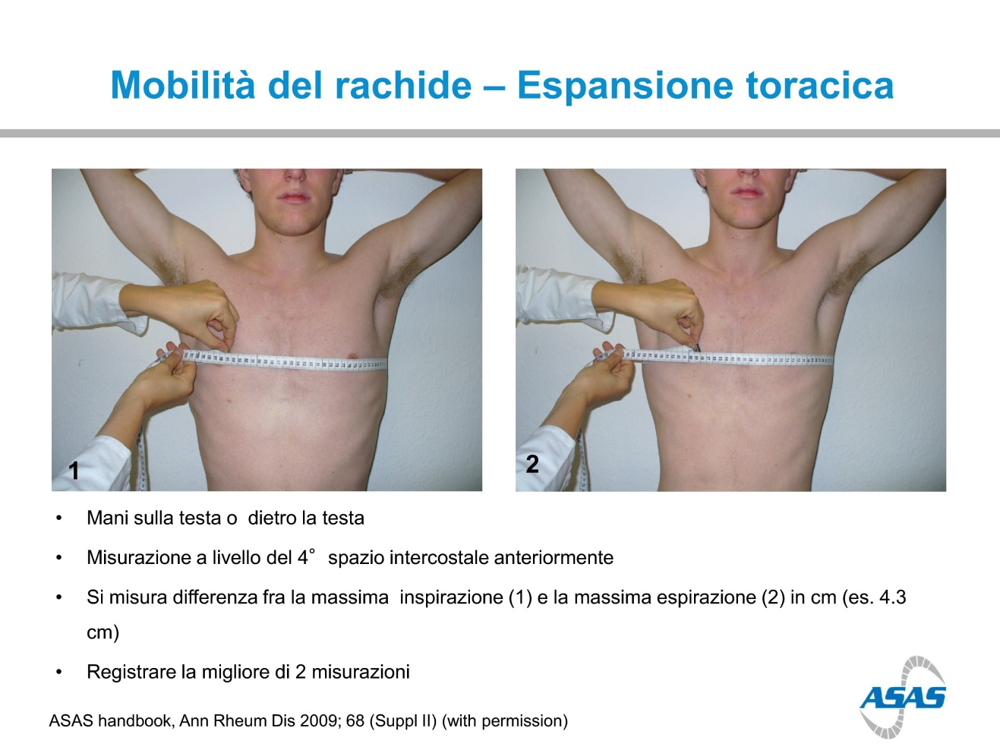 Mobilità del rachide – Espansione toracica
1
2
• Mani sulla testa o dietro la testa
• Misurazione a livello del 4° spazio intercostale anteriormente
• Si misura differenza fra la massima inspirazione (1) e la massima espirazione (2) in cm (es. 4.3
cm)
• Registrare la migliore di 2 misurazioni
ASAS
ASAS handbook, Ann Rheum Dis 2009; 68 (Suppl II) (with permission)